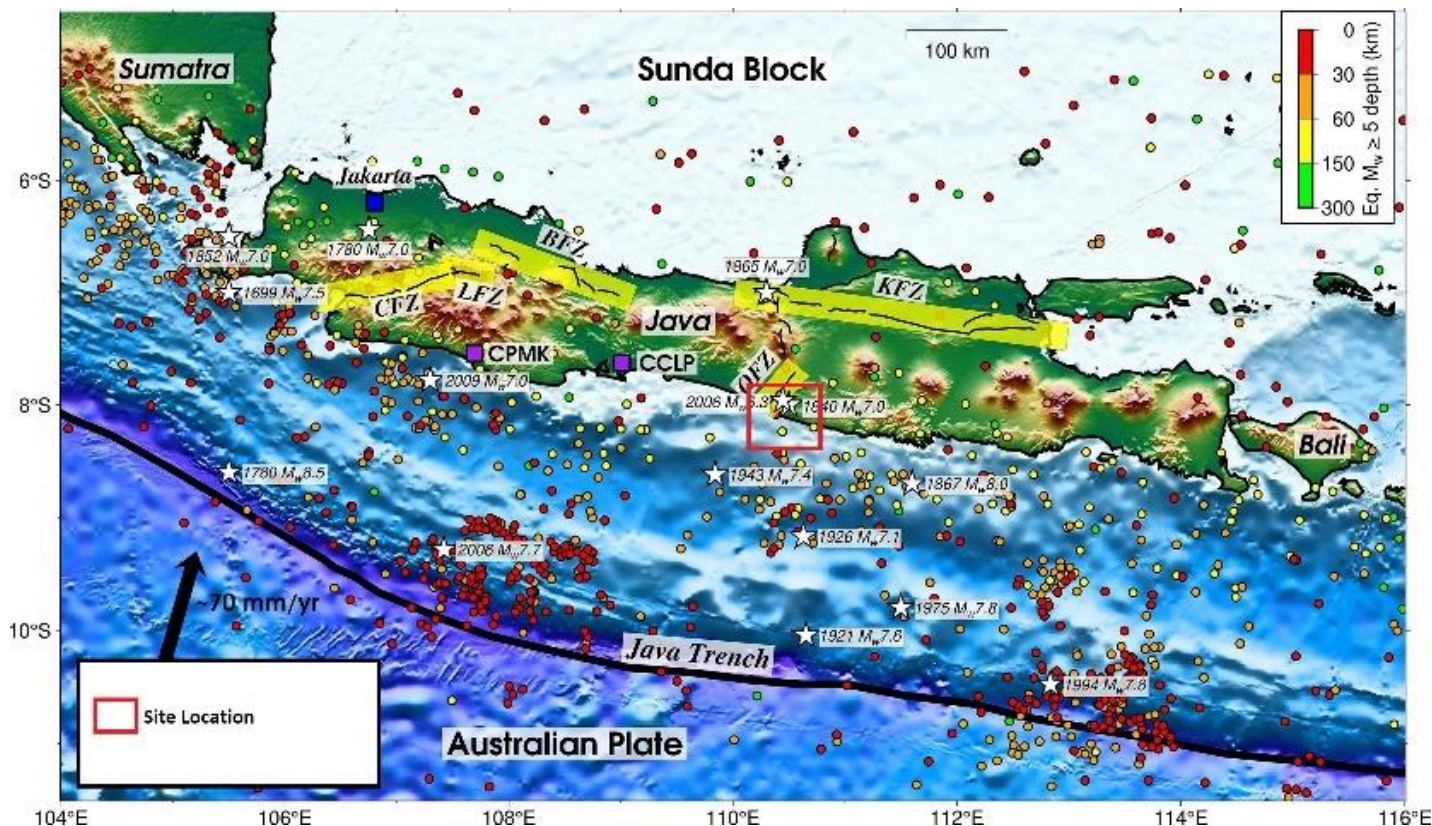 Sumatra
Sunda Block
100 km
0
30
60
150
300
Eq. Mw ≥ 5 depth (km)
6°S
8°S
10°S
Jakarta
1852 Mw7.0
1780 Mw7.0
1699 Mw7.5
BFZ
CFZ
LFZ
1865 Mw7.0
KFZ
Java
CPMK
CCLP
OFZ
2009 Mw7.0
2006 Mw6.3
1840 Mw7.0
Bali
1780 Mw8.5
1943 Mw7.4
1867 Mw8.0
2006 Mw7.7
1926 Mw7.1
1975 Mw7.8
1921 Mw7.6
1994 Mw7.8
~70 mm/yr
Java Trench
Site Location
Australian Plate
104°E
106°E
108°E
110°E
112°E
114°E
116°E